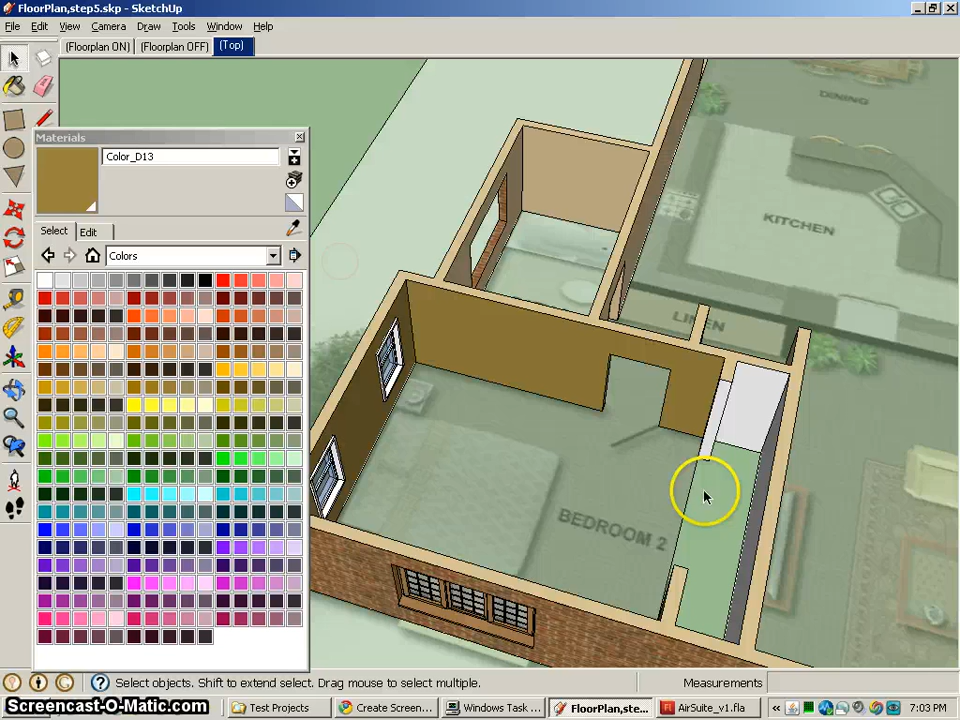 FloorPlan,step5.skp - SketchUp
File Edit View Camera Draw Tools Window Help
(Floorplan ON) (Floorplan OFF) (Top)
Materials
Color_D13
Select Edit
Colors
DINING
KITCHEN
LINEN
BEDROOM 2
Select objects. Shift to extend select. Drag mouse to select multiple.
Measurements
Screencast-O-Matic.com
Test Projects
Create Screen...
Windows Task ...
FloorPlan,ste...
AirSuite_v1.fla
7:03 PM